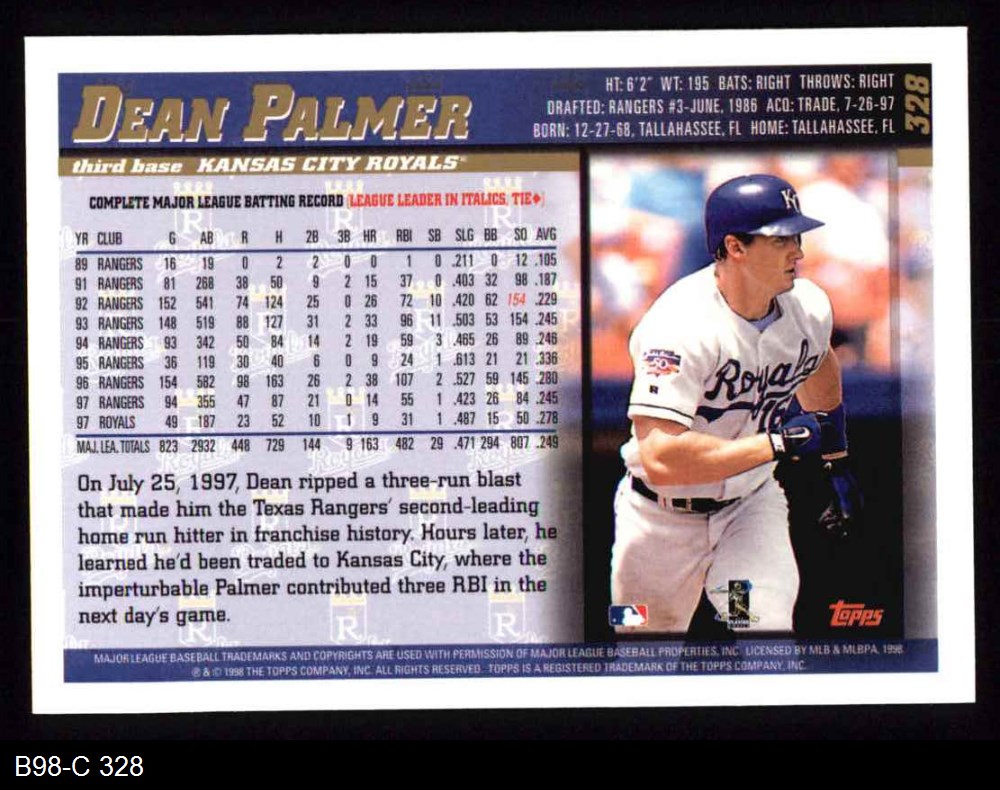 DEAN PALMER
HT: 6'2" WT: 195 BATS: RIGHT THROWS: RIGHT
DRAFTED: RANGERS #3-JUNE, 1986 ACQ: TRADE, 7-26-97
BORN: 12-27-68, TALLAHASSEE, FL HOME: TALLAHASSEE, FL
328
third base KANSAS CITY ROYALS
COMPLETE MAJOR LEAGUE BATTING RECORD (LEAGUE LEADER IN ITALICS, TIE♦)
YR CLUB G AB R H 2B 3B HR RBI SB SLG BB SO AVG
89 RANGERS 16 19 0 2 2 0 0 1 0 .211 0 12 .105
91 RANGERS 81 268 38 50 9 2 15 37 0 .403 32 98 .187
92 RANGERS 152 541 74 124 25 0 26 72 10 .420 62 154 .229
93 RANGERS 148 519 88 127 31 2 33 96 11 .503 53 154 .245
94 RANGERS 93 342 50 84 14 2 19 59 3 .465 26 89 .246
95 RANGERS 36 119 30 40 6 0 9 24 1 .613 21 21 .336
96 RANGERS 154 582 98 163 26 2 38 107 2 .527 59 145 .280
97 RANGERS 94 355 47 87 21 0 14 55 1 .423 26 84 .245
97 ROYALS 49 187 23 52 10 1 9 31 1 .487 15 50 .278
MAJ. LEA. TOTALS 823 2932 448 729 144 9 163 482 29 .471 294 807 .249
On July 25, 1997, Dean ripped a three-run blast
that made him the Texas Rangers' second-leading
home run hitter in franchise history. Hours later, he
learned he'd been traded to Kansas City, where the
imperturbable Palmer contributed three RBI in the
next day's game.
KC
Royals
16
50
R
topps
MAJOR LEAGUE BASEBALL TRADEMARKS AND COPYRIGHTS ARE USED WITH PERMISSION OF MAJOR LEAGUE BASEBALL PROPERTIES, INC. LICENSED BY MLB & MLBPA, 1998.
® & © 1998 THE TOPPS COMPANY, INC. ALL RIGHTS RESERVED. TOPPS IS A REGISTERED TRADEMARK OF THE TOPPS COMPANY, INC.
B98-C 328